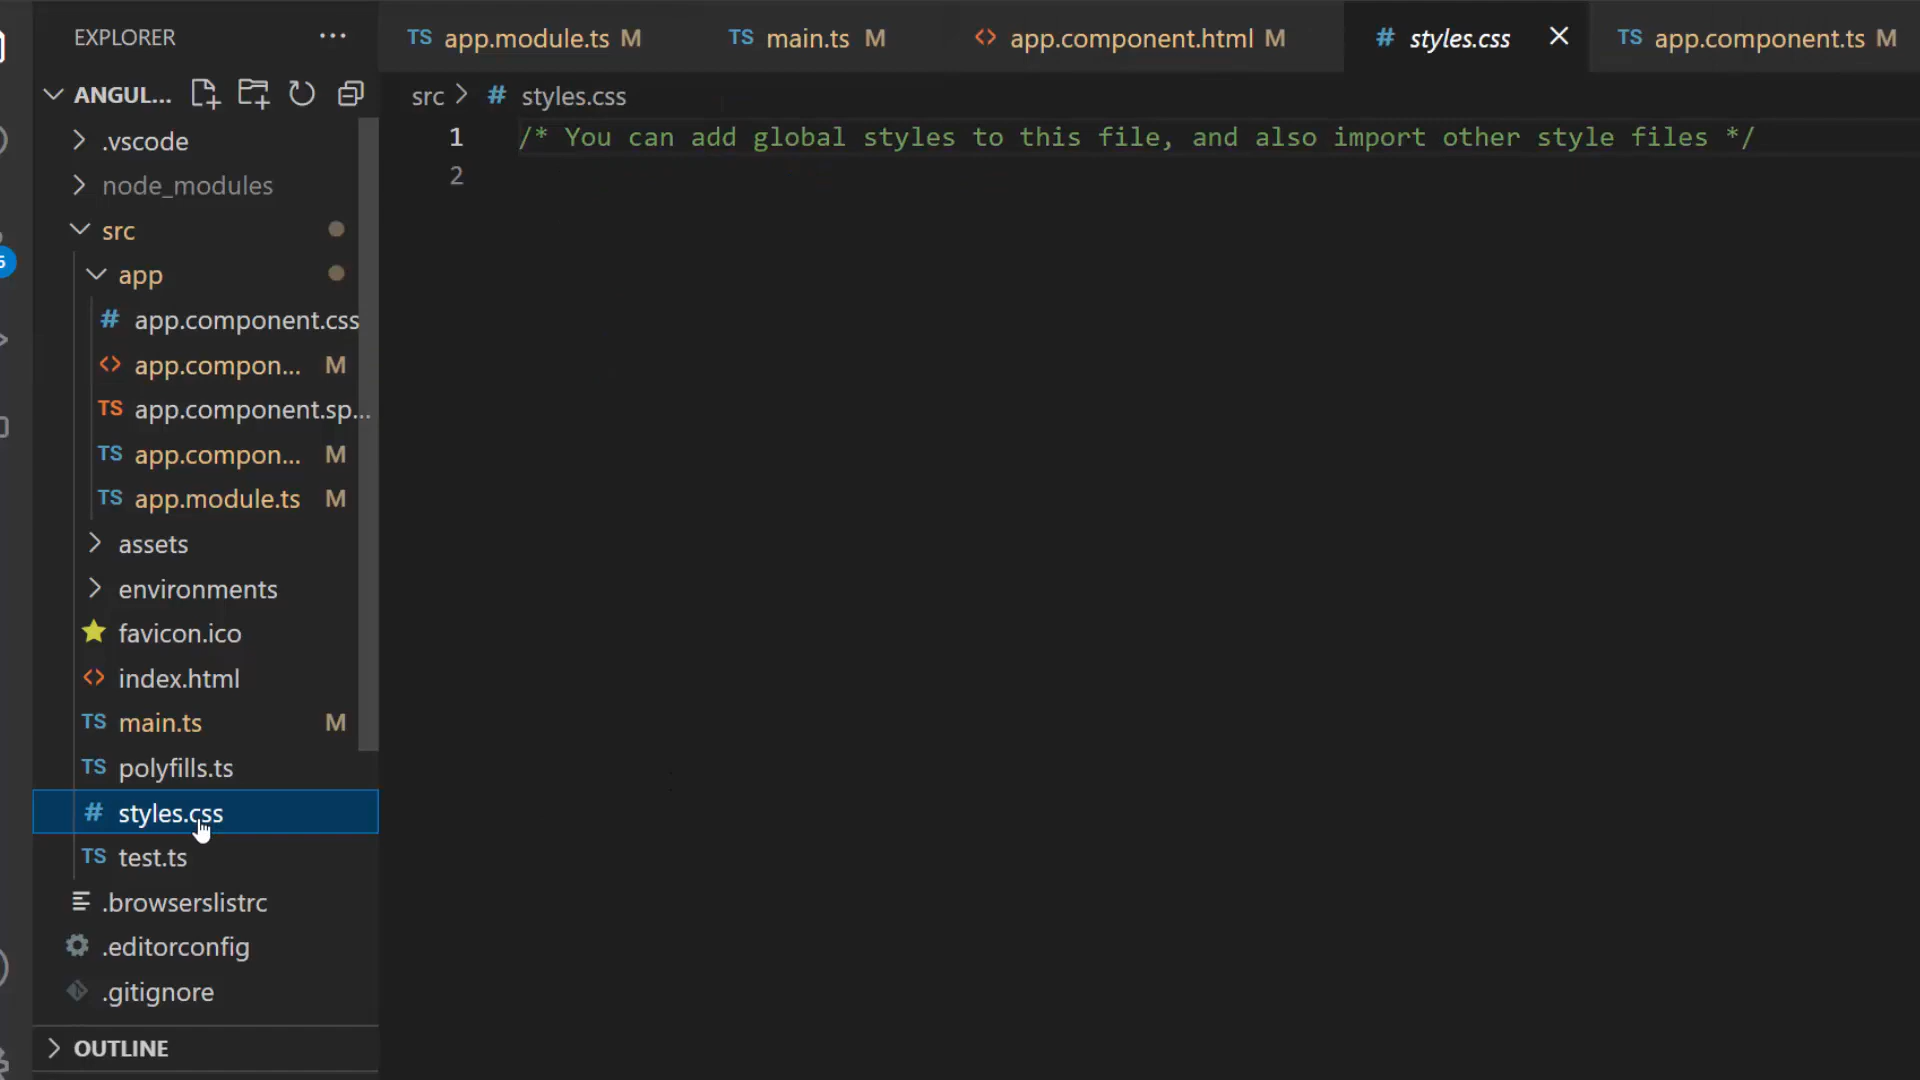 EXPLORER
TS app.module.ts M
TS main.ts M
<> app.component.html M
# styles.css
TS app.component.ts M
ANGUL...
src > # styles.css
1 /* You can add global styles to this file, and also import other style files */
2
.vscode
node_modules
src
app
# app.component.css
<> app.compon... M
TS app.component.sp...
TS app.compon... M
TS app.module.ts M
assets
environments
favicon.ico
<> index.html
TS main.ts M
TS polyfills.ts
# styles.css
TS test.ts
.browserslistrc
.editorconfig
.gitignore
OUTLINE